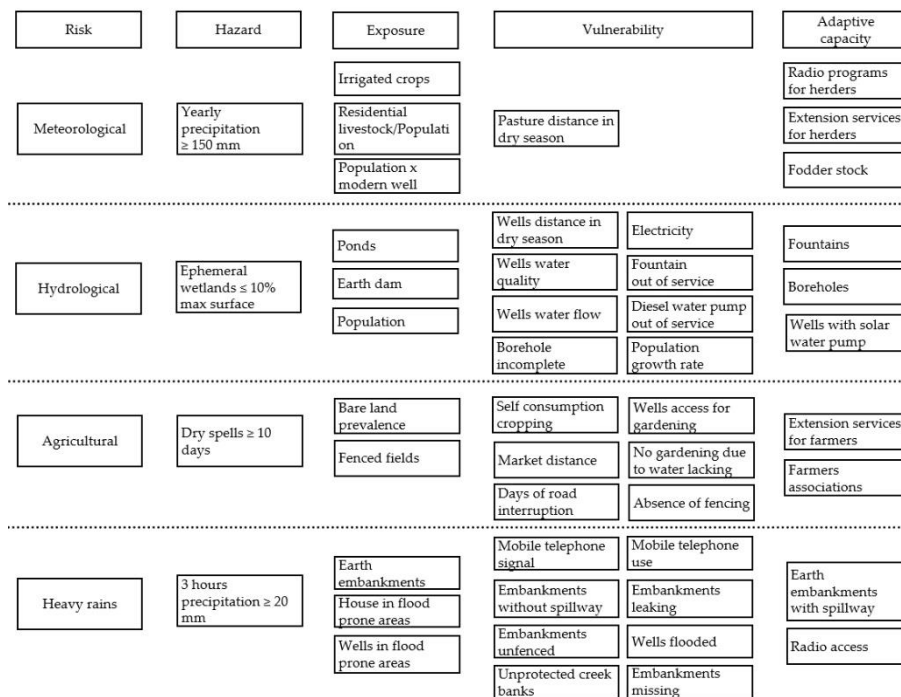 Risk
Hazard
Exposure
Vulnerability
Adaptive
capacity
Meteorological
Yearly
precipitation
≥ 150 mm
Irrigated crops
Residential
livestock/Populati
on
Population x
modern well
Pasture distance in
dry season
Radio programs
for herders
Extension services
for herders
Fodder stock
Hydrological
Ephemeral
wetlands ≤ 10%
max surface
Ponds
Earth dam
Population
Wells distance in
dry season
Electricity
Wells water
quality
Fountain
out of service
Wells water flow
Diesel water pump
out of service
Borehole
incomplete
Population
growth rate
Fountains
Boreholes
Wells with solar
water pump
Agricultural
Dry spells ≥ 10
days
Bare land
prevalence
Fenced fields
Self consumption
cropping
Wells access for
gardening
Market distance
No gardening due
to water lacking
Days of road
interruption
Absence of fencing
Extension services
for farmers
Farmers
associations
Heavy rains
3 hours
precipitation ≥ 20
mm
Earth
embankments
House in flood
prone areas
Wells in flood
prone areas
Mobile telephone
signal
Mobile telephone
use
Embankments
without spillway
Embankments
leaking
Embankments
unfenced
Wells flooded
Unprotected creek
banks
Embankments
missing
Earth
embankments
with spillway
Radio access